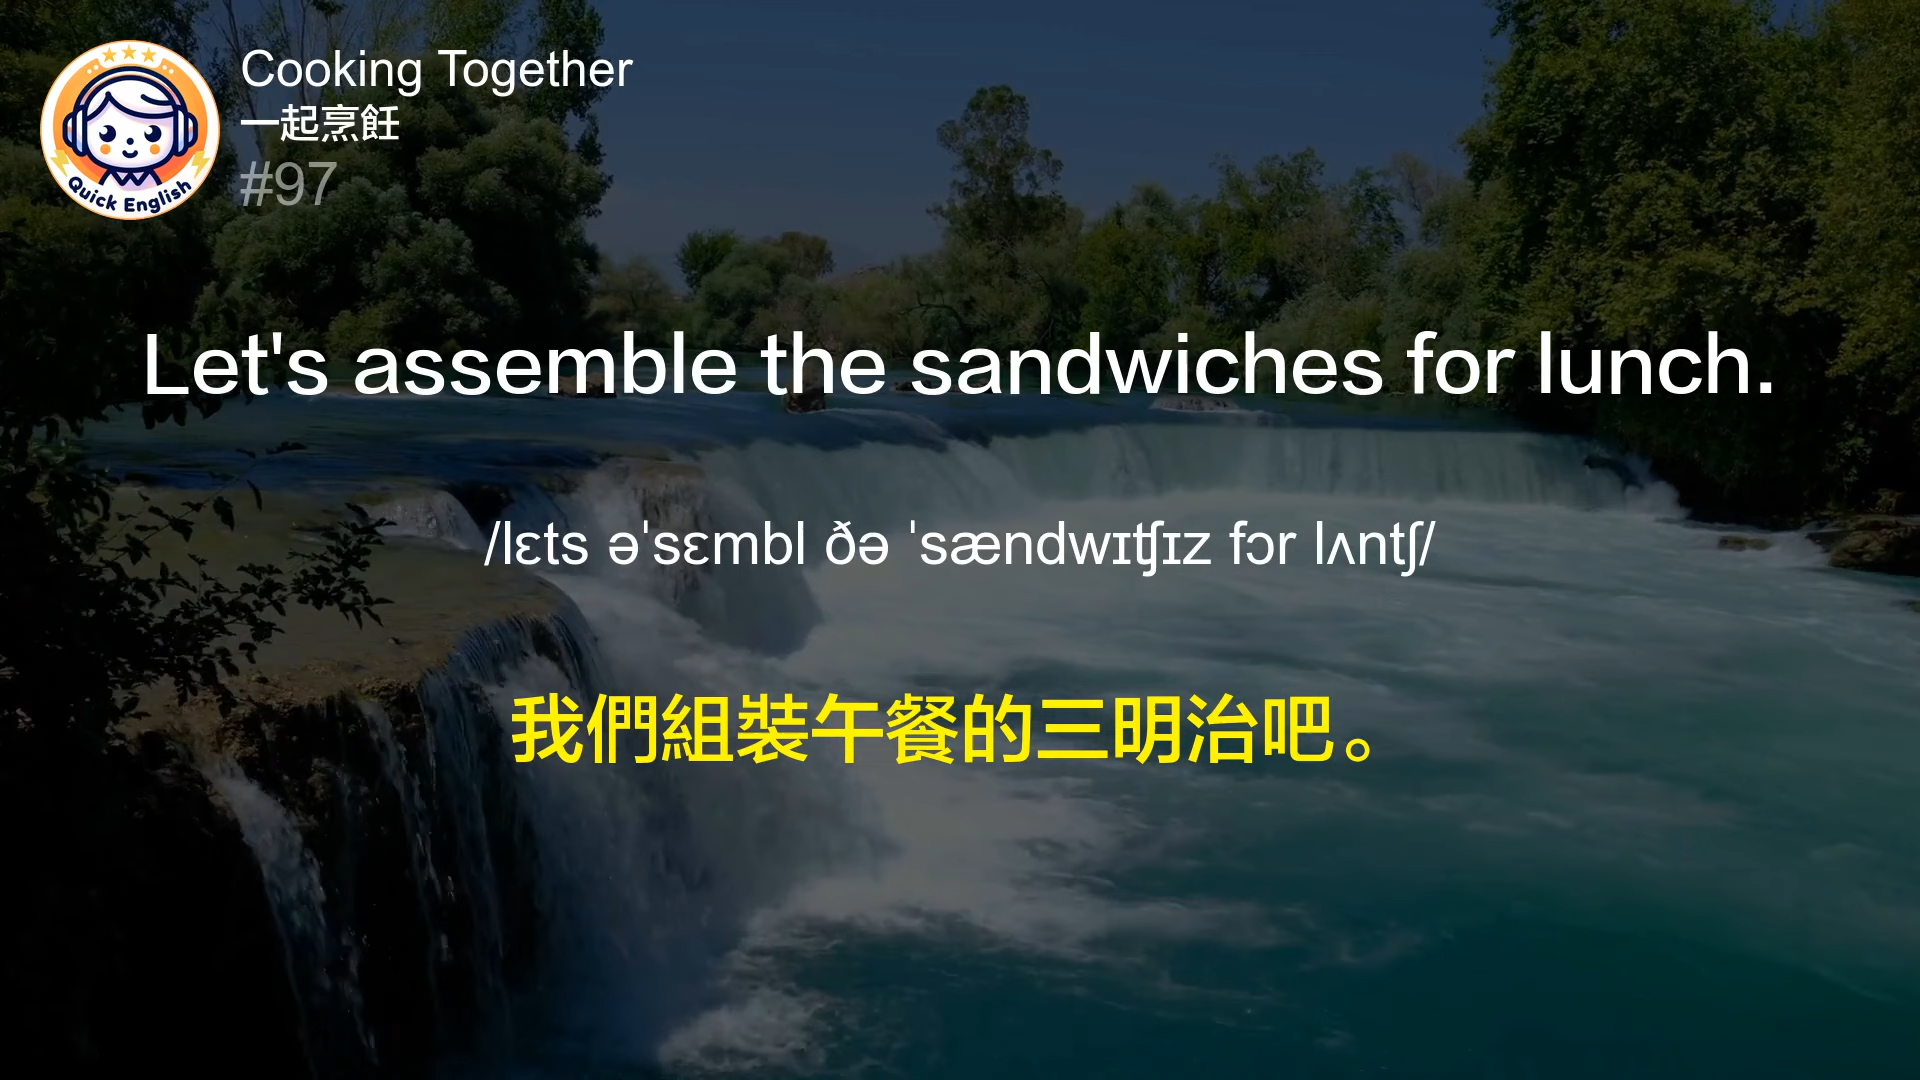 Quick English
Cooking Together
一起烹飪
#97
Let's assemble the sandwiches for lunch.
/lɛts əˈsɛmbl ðə ˈsændwɪʧɪz fɔr lʌntʃ/
我們組裝午餐的三明治吧。